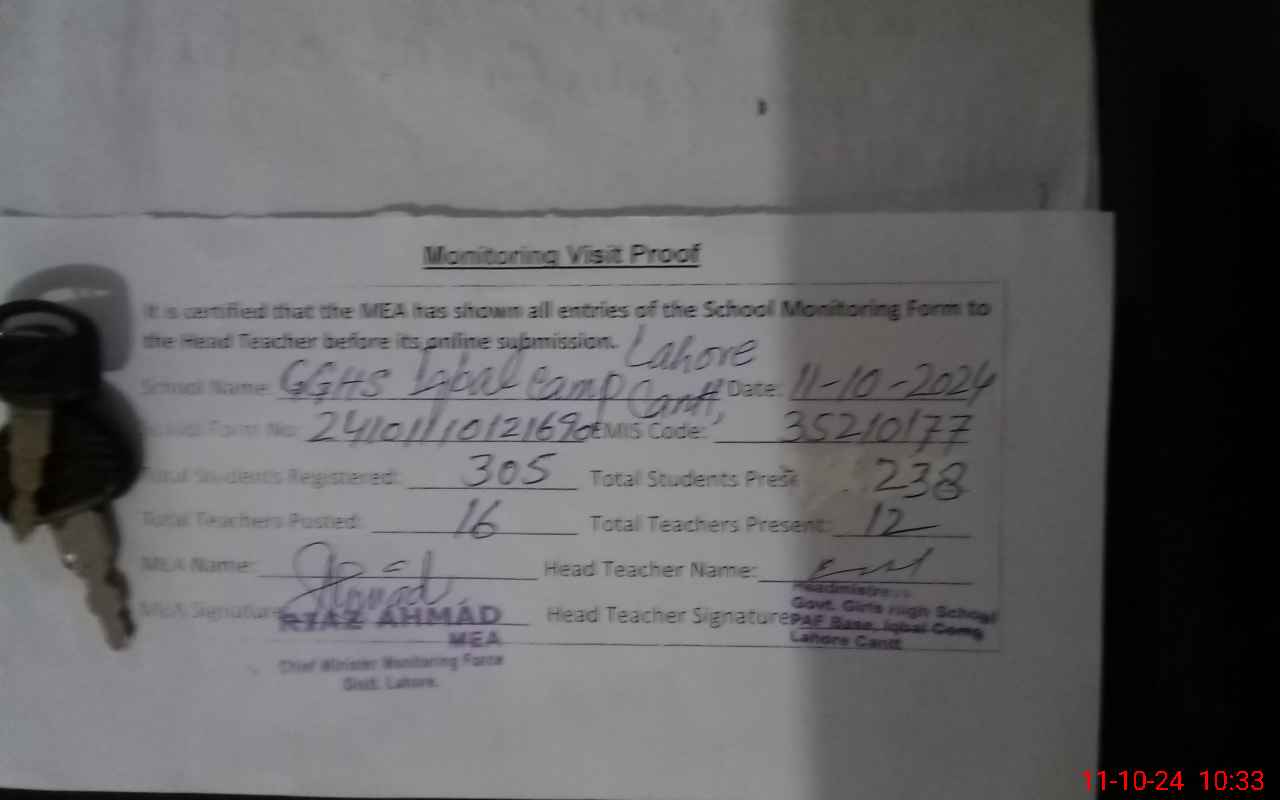 Monitoring Visit Proof
It is certified that the MEA has shown all entries of the School Monitoring Form to
the Head Teacher before its online submission.
School Name: GGHS Iqbal Camp Lahore Cantt, Date: 11-10-2024
Form No: EMIS Code: 35210177
Total Students Registered: 305 Total Students Prese 238
Total Teachers Posted: 16 Total Teachers Present: 12
MEA Name: Head Teacher Name:
MEA Signature Head Teacher Signature
RIAZ AHMAD
MEA
Chief Minister Monitoring Force
Distt. Lahore.
Headmistress
Govt. Girls High School
PAF Base, Iqbal Camp
Lahore Cantt
11-10-24 10:33